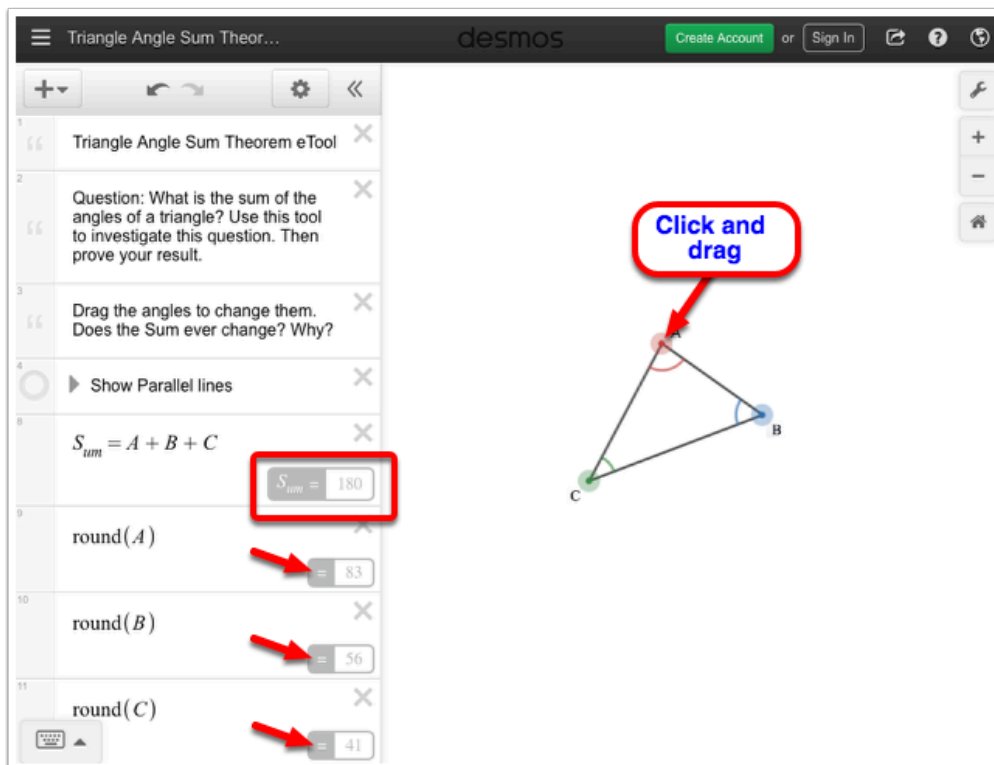 Triangle Angle Sum Theor...
desmos
Create Account or Sign In
1
Triangle Angle Sum Theorem eTool
2
Question: What is the sum of the
angles of a triangle? Use this tool
to investigate this question. Then
prove your result.
3
Drag the angles to change them.
Does the Sum ever change? Why?
4
Show Parallel lines
8
S_um = A + B + C
S_um = 180
9
round(A)
= 83
10
round(B)
= 56
11
round(C)
= 41
Click and
drag
A
B
C